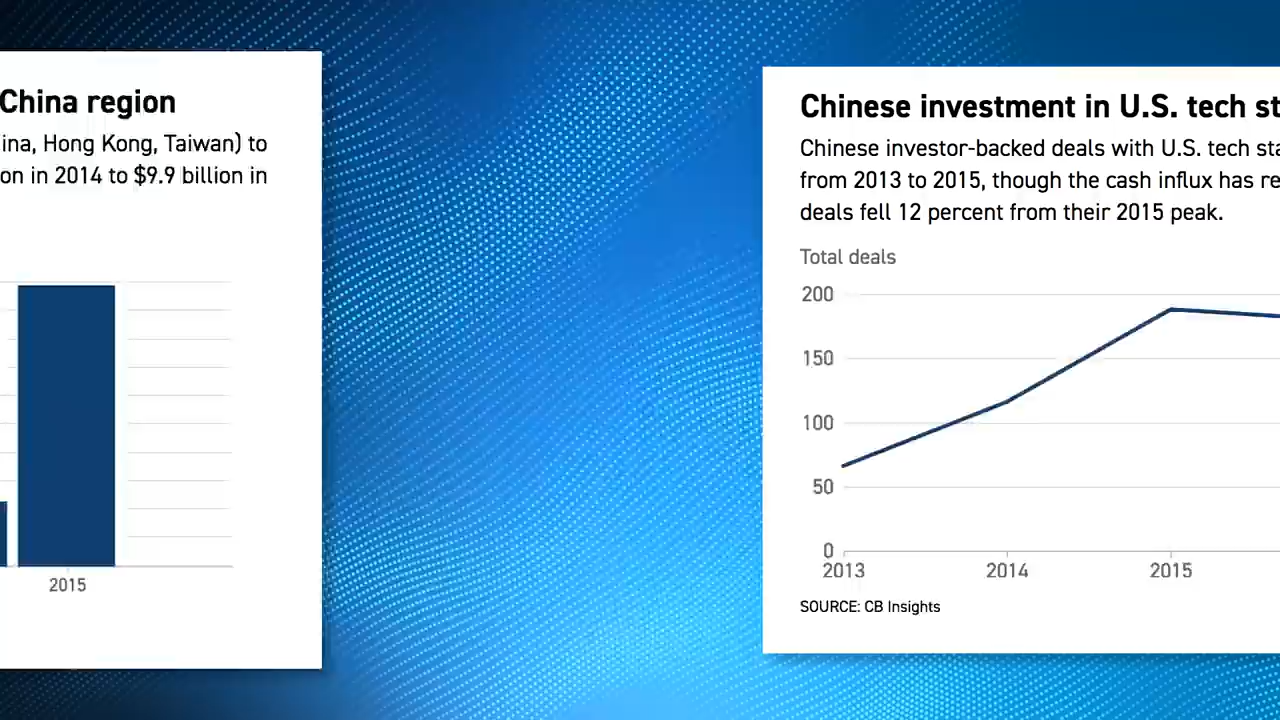 China region
ina, Hong Kong, Taiwan) to
on in 2014 to $9.9 billion in
2015
Chinese investment in U.S. tech st
Chinese investor-backed deals with U.S. tech sta
from 2013 to 2015, though the cash influx has re
deals fell 12 percent from their 2015 peak.
Total deals
200
150
100
50
0
2013 2014 2015
SOURCE: CB Insights